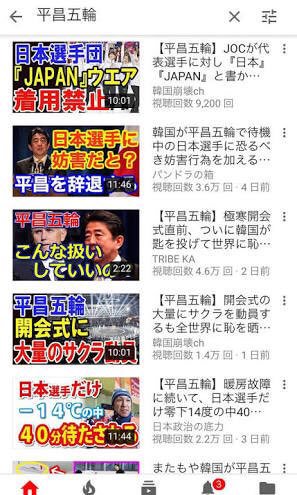 平昌五輪
日本選手団
『JAPAN』ウエア
着用禁止
10:01
【平昌五輪】JOCが代
表選手に対し『日本』
『JAPAN』と書か…
韓国崩壊ch
視聴回数 9,200 回
日本選手に
妨害だと?
平昌を辞退
11:46
韓国が平昌五輪で待機
中の日本選手に恐るべ
き妨害行為を加える…
パンドラの箱
視聴回数 3.6万 回 · 4 日前
平昌五輪
こんな扱い
していいの
2:22
【平昌五輪】極寒開会
式直前、ついに韓国が
匙を投げて世界に恥…
TRIBE KA
視聴回数 4.6万 回 · 2 日前
平昌五輪
開会式に
大量のサクラ動員
10:01
【平昌五輪】開会式の
大量にサクラを動員す
るも全世界に恥を晒…
韓国崩壊ch
視聴回数 1.4万 回 · 1 日前
日本選手だけ
－14℃の中
40分待たされる
11:44
【平昌五輪】暖房故障
に続いて、日本選手だ
け零下14度の中40…
日本政治の底力
視聴回数 2.2万 回 · 3 日前
またもや韓国が平昌五
3